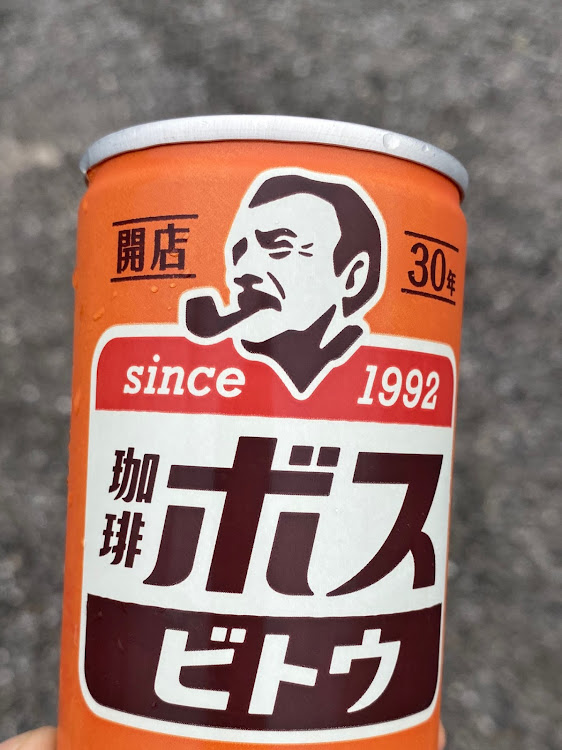 開店 30年
since 1992
珈琲 ボス
ビトウ